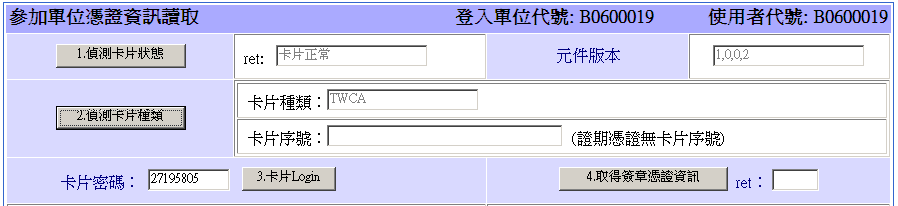 參加單位憑證資訊讀取 登入單位代號: B0600019 使用者代號: B0600019
1.偵測卡片狀態 ret: 卡片正常 元件版本 1,0,0,2
2.偵測卡片種類 卡片種類：TWCA
卡片序號： (證期憑證無卡片序號)
卡片密碼： 27195805 3.卡片Login 4.取得簽章憑證資訊 ret：